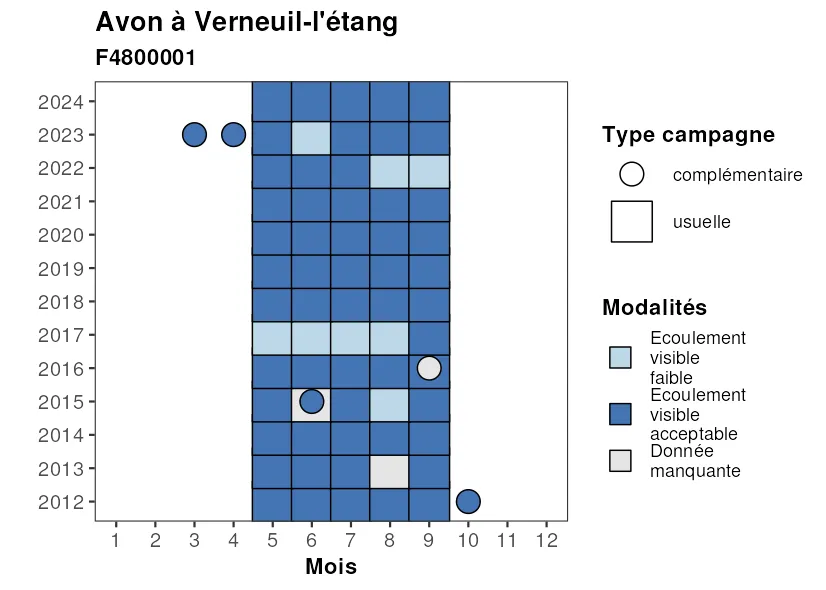 Avon à Verneuil-l'étang
F4800001
2024
2023
2022
2021
2020
2019
2018
2017
2016
2015
2014
2013
2012
1 2 3 4 5 6 7 8 9 10 11 12
Mois
Type campagne
complémentaire
usuelle
Modalités
Ecoulement
visible
faible
Ecoulement
visible
acceptable
Donnée
manquante